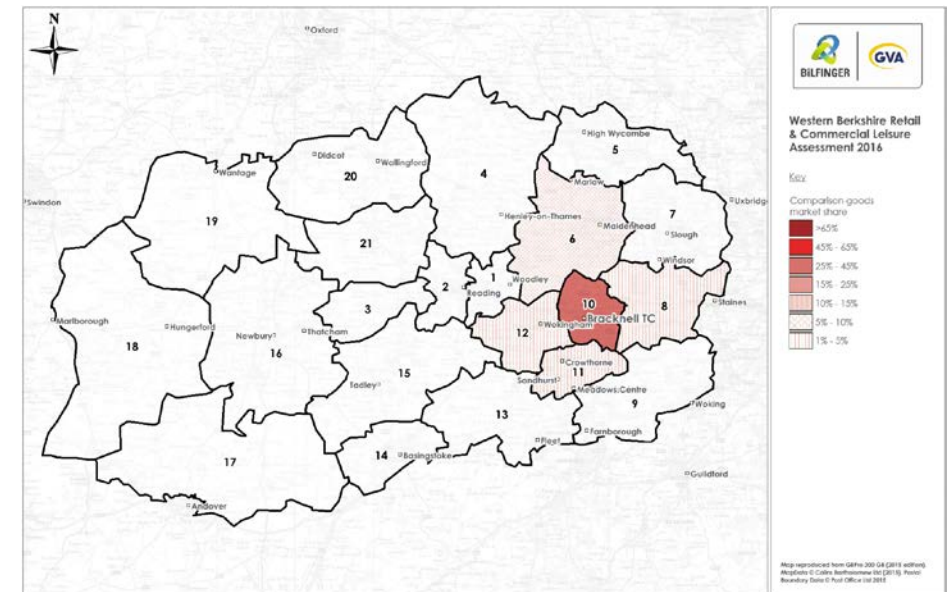 N
Oxford
High Wycombe
5
Didcot
Wallingford
20
4
Wantage
Marlow
Swindon
Uxbridg
19
7
Henley-on-Thames
Maidenhead
Slough
21
6
Windsor
1
Woodley
2
Reading
10
Bracknell TC
8
Staines
3
Marlborough
Hungerford
Newbury
Thatcham
12
Wokingham
18
16
Crowthorne
11
Sandhurst
Meadows Centre
15
Tadley
13
9
Woking
Farnborough
Fleet
14
Basingstoke
17
Guildford
Andover
BILFINGER
GVA
Western Berkshire Retail
& Commercial Leisure
Assessment 2016
Key
Comparison goods
market share
>65%
45% - 65%
25% - 45%
15% - 25%
10% - 15%
5% - 10%
1% - 5%